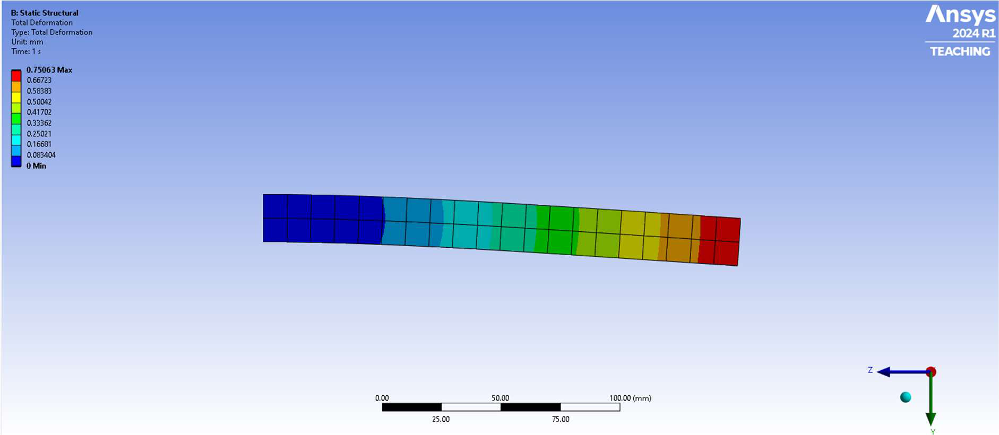 B: Static Structural
Total Deformation
Type: Total Deformation
Unit: mm
Time: 1 s
0.75063 Max
0.66723
0.58383
0.50042
0.41702
0.33362
0.25021
0.16681
0.083404
0 Min
Ansys
2024 R1
TEACHING
0.00 50.00 100.00 (mm)
25.00 75.00
Z
Y